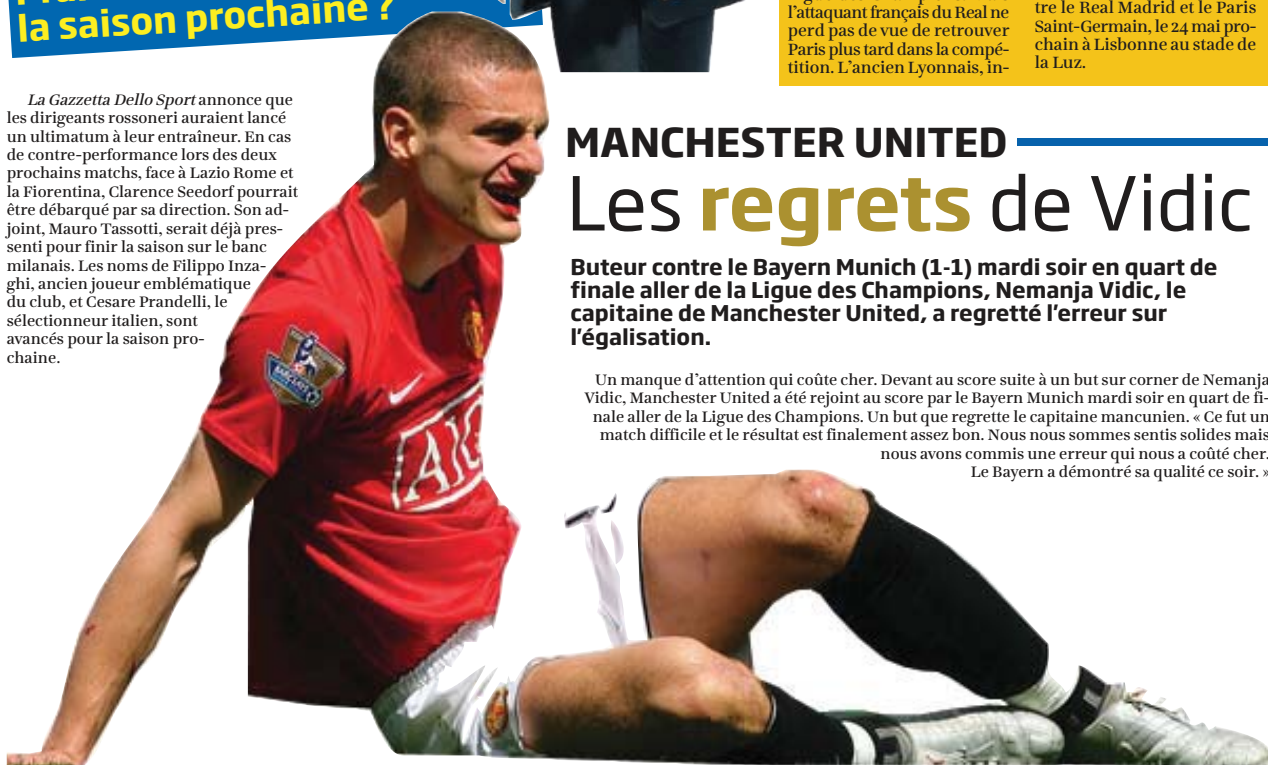 la saison prochaine ?
La Gazzetta Dello Sport annonce que
les dirigeants rossoneri auraient lancé
un ultimatum à leur entraîneur. En cas
de contre-performance lors des deux
prochains matchs, face à Lazio Rome et
la Fiorentina, Clarence Seedorf pourrait
être débarqué par sa direction. Son ad-
joint, Mauro Tassotti, serait déjà pres-
senti pour finir la saison sur le banc
milanais. Les noms de Filippo Inza-
ghi, ancien joueur emblématique
du club, et Cesare Prandelli, le
sélectionneur italien, sont
avancés pour la saison pro-
chaine.
l'attaquant français du Real ne
perd pas de vue de retrouver
Paris plus tard dans la compé-
tition. L'ancien Lyonnais, in-
tre le Real Madrid et le Paris
Saint-Germain, le 24 mai pro-
chain à Lisbonne au stade de
la Luz.
MANCHESTER UNITED
Les regrets de Vidic
Buteur contre le Bayern Munich (1-1) mardi soir en quart de
finale aller de la Ligue des Champions, Nemanja Vidic, le
capitaine de Manchester United, a regretté l'erreur sur
l'égalisation.
Un manque d'attention qui coûte cher. Devant au score suite à un but sur corner de Nemanja
Vidic, Manchester United a été rejoint au score par le Bayern Munich mardi soir en quart de fi-
nale aller de la Ligue des Champions. Un but que regrette le capitaine mancunien. « Ce fut un
match difficile et le résultat est finalement assez bon. Nous nous sommes sentis solides mais
nous avons commis une erreur qui nous a coûté cher.
Le Bayern a démontré sa qualité ce soir. »
BARCLAYS
AIG